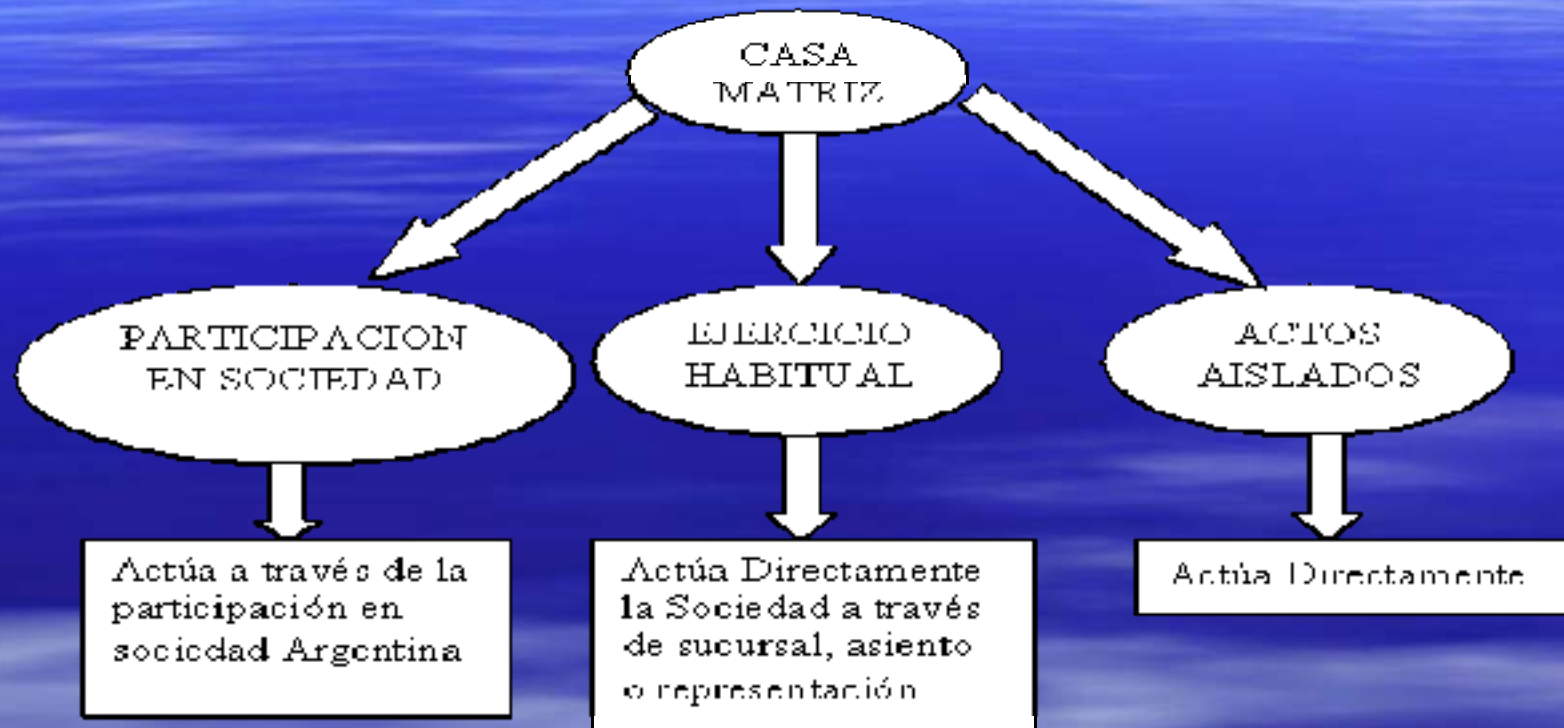 CASA
MATRIZ
PARTICIPACION
EN SOCIEDAD
EJERCICIO
HABITUAL
ACTOS
AISLADOS
Actúa a través de la
participación en
sociedad Argentina
Actúa Directamente
la Sociedad a través
de sucursal, asiento
o representación
Actúa Directamente